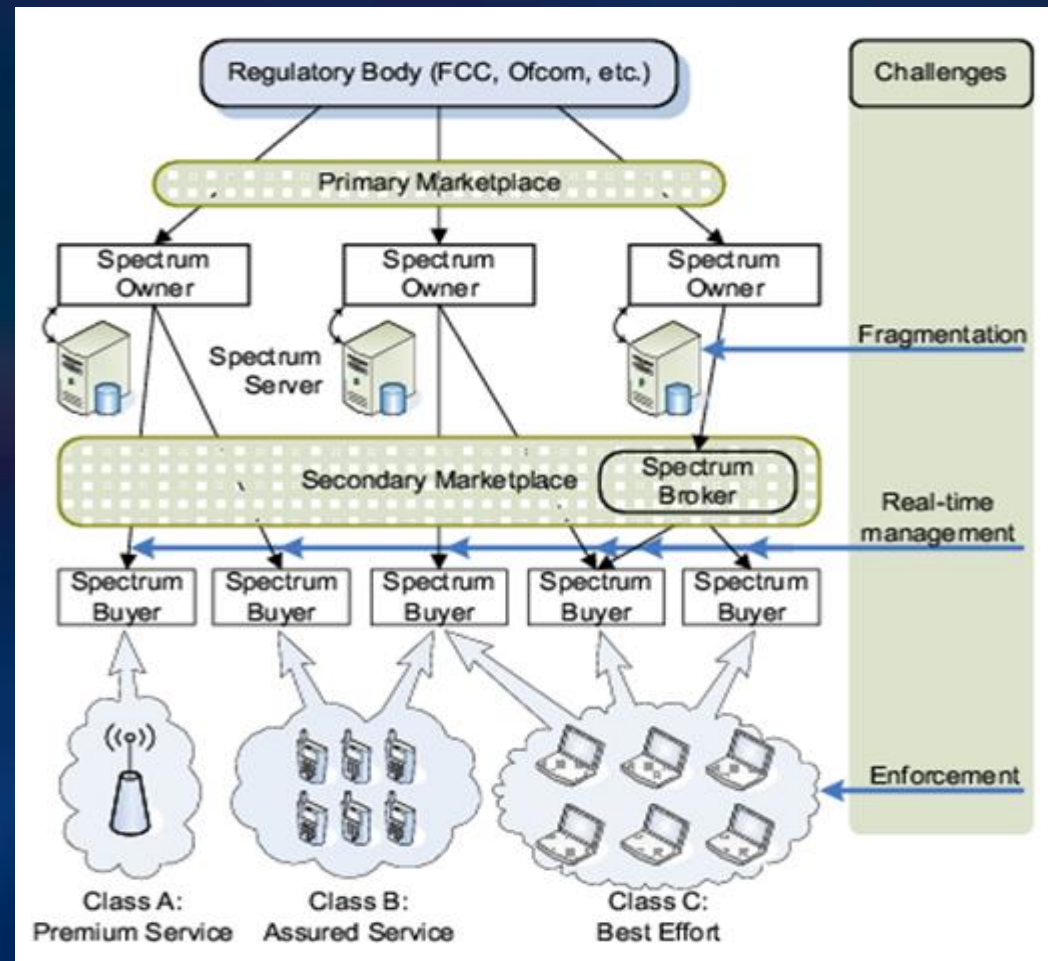 Regulatory Body (FCC, Ofcom, etc.)
Challenges
Primary Marketplace
Spectrum
Owner
Spectrum
Owner
Spectrum
Owner
Spectrum
Server
Fragmentation
Secondary Marketplace
Spectrum
Broker
Real-time
management
Spectrum
Buyer
Spectrum
Buyer
Spectrum
Buyer
Spectrum
Buyer
Spectrum
Buyer
Enforcement
Class A:
Premium Service
Class B:
Assured Service
Class C:
Best Effort